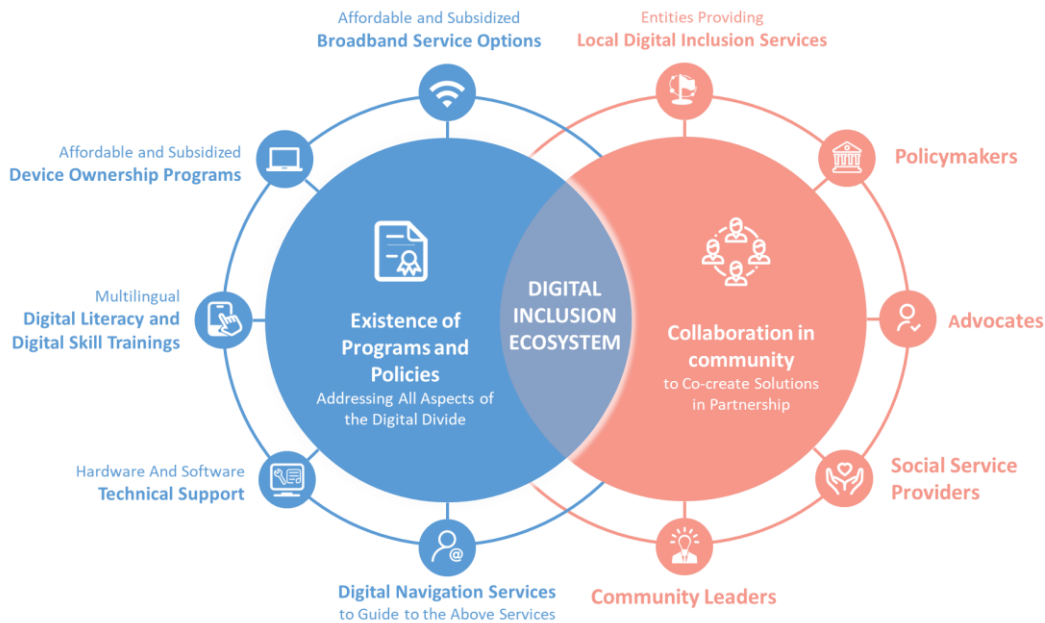 Affordable and Subsidized
Broadband Service Options
Entities Providing
Local Digital Inclusion Services
Affordable and Subsidized
Device Ownership Programs
Policymakers
Multilingual
Digital Literacy and
Digital Skill Trainings
Existence of
Programs and
Policies
Addressing All Aspects of
the Digital Divide
DIGITAL
INCLUSION
ECOSYSTEM
Collaboration in
community
to Co-create Solutions
in Partnership
Advocates
Hardware And Software
Technical Support
Social Service
Providers
@
Digital Navigation Services
to Guide to the Above Services
Community Leaders